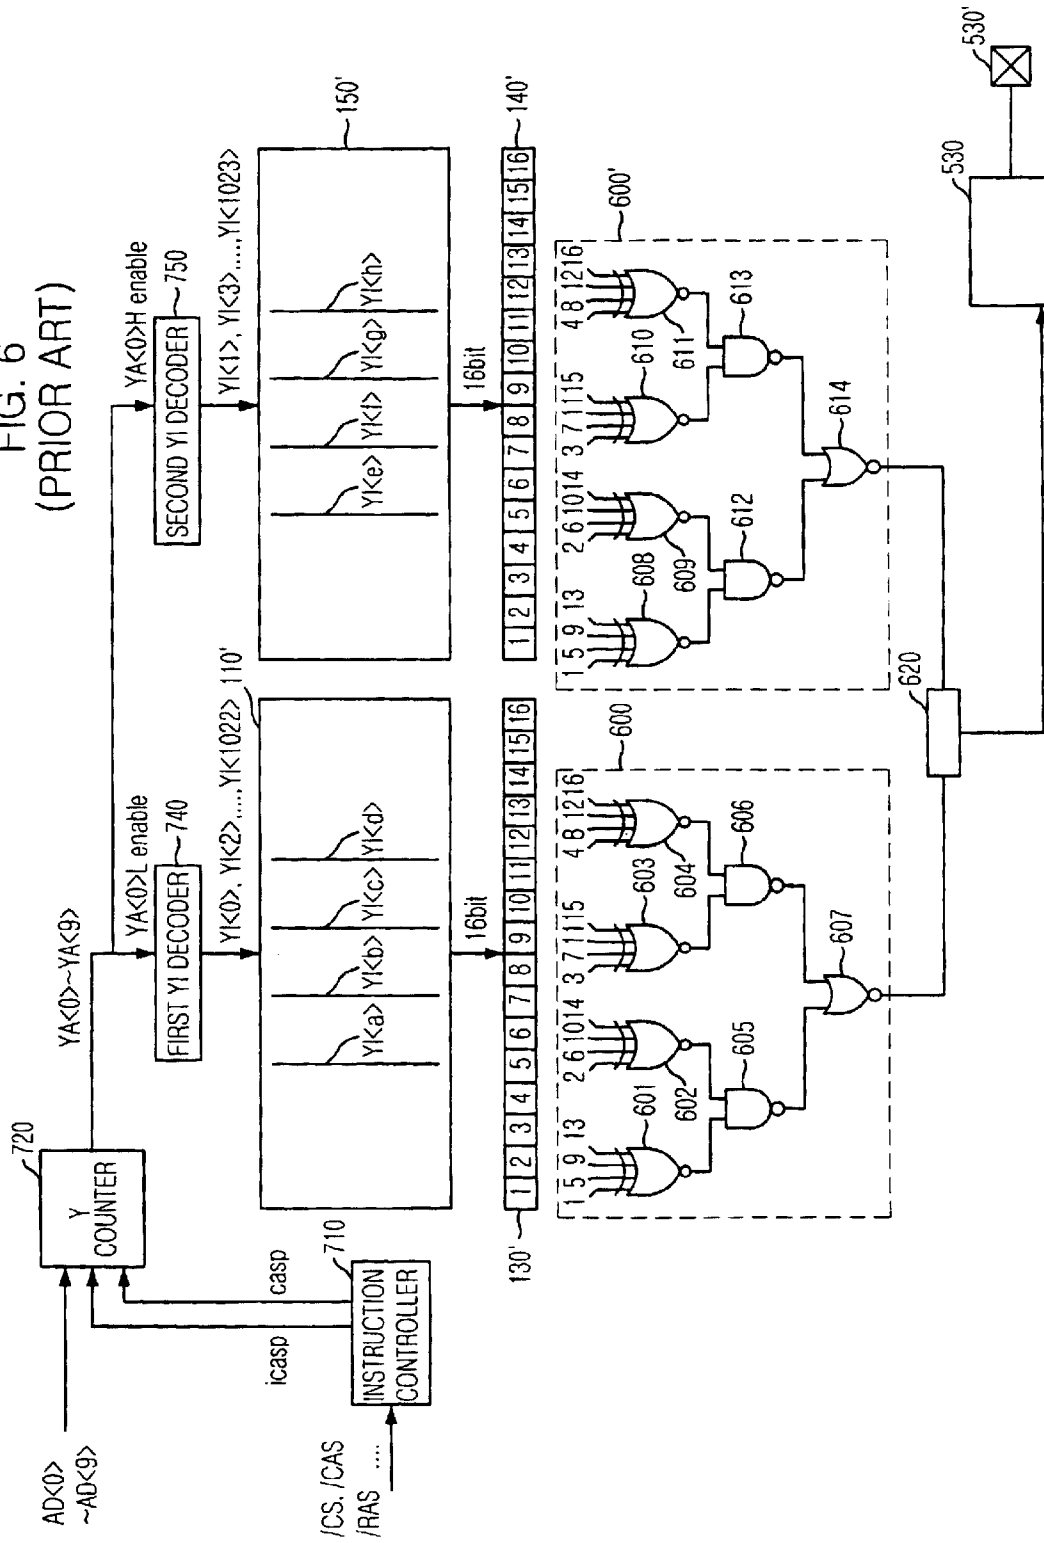 FIG. 6
(PRIOR ART)
AD<0>
~AD<9>
720
Y
COUNTER
YA<0>~YA<9>
icasp
casp
/CS. /CAS
/RAS ....
710
INSTRUCTION
CONTROLLER
YA<0>L enable
FIRST YI DECODER
740
YI<0>, YI<2>....,YI<1022>
110'
YI<a>
YI<b>
YI<c>
YI<d>
16bit
130'
1 2 3 4 5 6 7 8 9 10 11 12 13 14 15 16
YA<0>H enable
SECOND YI DECODER
750
YI<1>, YI<3>.....YI<1023>
150'
YI<e>
YI<f>
YI<g>
YI<h>
16bit
140'
1 2 3 4 5 6 7 8 9 10 11 12 13 14 15 16
600
1 5 9 13
601
2 6 10 14
602
3 7 11 15
603
4 8 12 16
604
605
606
607
600'
1 5 9 13
608
2 6 10 14
609
3 7 11 15
610
4 8 12 16
611
612
613
614
620
530
530'